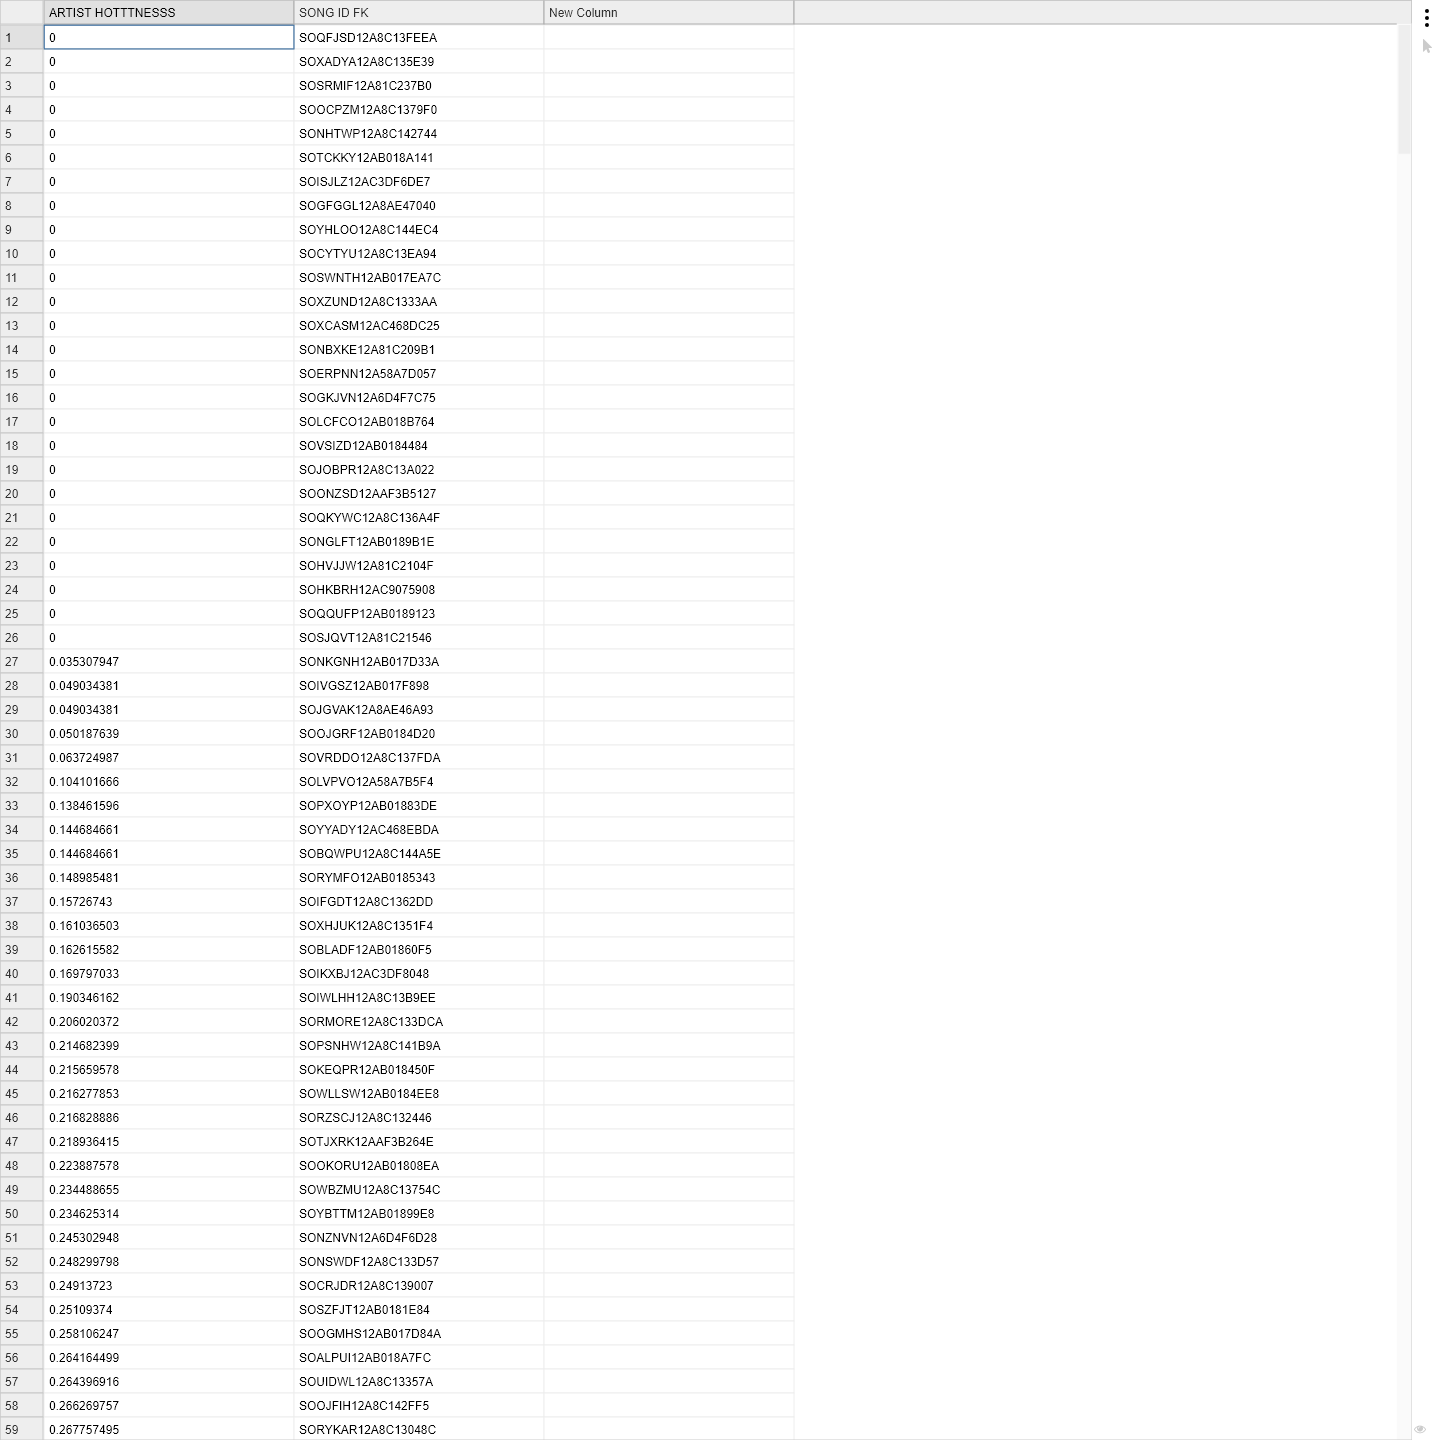 ARTIST HOTTTNESSS SONG ID FK New Column
1 0 SOQFJSD12A8C13FEEA
2 0 SOXADYA12A8C135E39
3 0 SOSRMIF12A81C237B0
4 0 SOOCPZM12A8C1379F0
5 0 SONHTWP12A8C142744
6 0 SOTCKKY12AB018A141
7 0 SOISJLZ12AC3DF6DE7
8 0 SOGFGGL12A8AE47040
9 0 SOYHLOO12A8C144EC4
10 0 SOCYTYU12A8C13EA94
11 0 SOSWNTH12AB017EA7C
12 0 SOXZUND12A8C1333AA
13 0 SOXCASM12AC468DC25
14 0 SONBXKE12A81C209B1
15 0 SOERPNN12A58A7D057
16 0 SOGKJVN12A6D4F7C75
17 0 SOLCFCO12AB018B764
18 0 SOVSIZD12AB0184484
19 0 SOJOBPR12A8C13A022
20 0 SOONZSD12AAF3B5127
21 0 SOQKYWC12A8C136A4F
22 0 SONGLFT12AB0189B1E
23 0 SOHVJJW12A81C2104F
24 0 SOHKBRH12AC9075908
25 0 SOQQUFP12AB0189123
26 0 SOSJQVT12A81C21546
27 0.035307947 SONKGNH12AB017D33A
28 0.049034381 SOIVGSZ12AB017F898
29 0.049034381 SOJGVAK12A8AE46A93
30 0.050187639 SOOJGRF12AB0184D20
31 0.063724987 SOVRDDO12A8C137FDA
32 0.104101666 SOLVPVO12A58A7B5F4
33 0.138461596 SOPXOYP12AB01883DE
34 0.144684661 SOYYADY12AC468EBDA
35 0.144684661 SOBQWPU12A8C144A5E
36 0.148985481 SORYMFO12AB0185343
37 0.15726743 SOIFGDT12A8C1362DD
38 0.161036503 SOXHJUK12A8C1351F4
39 0.162615582 SOBLADF12AB01860F5
40 0.169797033 SOIKXBJ12AC3DF8048
41 0.190346162 SOIWLHH12A8C13B9EE
42 0.206020372 SORMORE12A8C133DCA
43 0.214682399 SOPSNHW12A8C141B9A
44 0.215659578 SOKEQPR12AB018450F
45 0.216277853 SOWLLSW12AB0184EE8
46 0.216828886 SORZSCJ12A8C132446
47 0.218936415 SOTJXRK12AAF3B264E
48 0.223887578 SOOKORU12AB01808EA
49 0.234488655 SOWBZMU12A8C13754C
50 0.234625314 SOYBTTM12AB01899E8
51 0.245302948 SONZNVN12A6D4F6D28
52 0.248299798 SONSWDF12A8C133D57
53 0.24913723 SOCRJDR12A8C139007
54 0.25109374 SOSZFJT12AB0181E84
55 0.258106247 SOOGMHS12AB017D84A
56 0.264164499 SOALPUI12AB018A7FC
57 0.264396916 SOUIDWL12A8C13357A
58 0.266269757 SOOJFIH12A8C142FF5
59 0.267757495 SORYKAR12A8C13048C